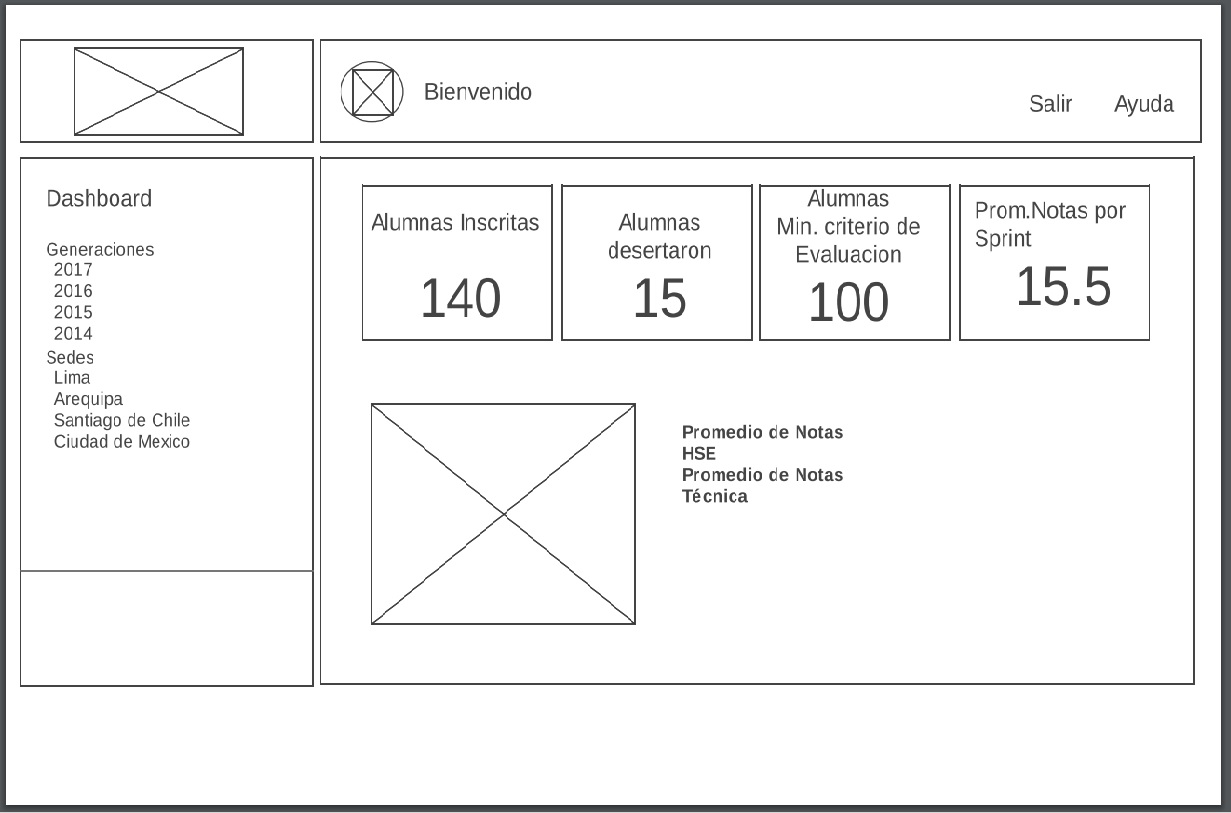 Bienvenido
Salir
Ayuda
Dashboard
Generaciones
2017
2016
2015
2014
Sedes
Lima
Arequipa
Santiago de Chile
Ciudad de Mexico
Alumnas Inscritas
140
Alumnas
desertaron
15
Alumnas
Min. criterio de
Evaluacion
100
Prom.Notas por
Sprint
15.5
Promedio de Notas
HSE
Promedio de Notas
Técnica